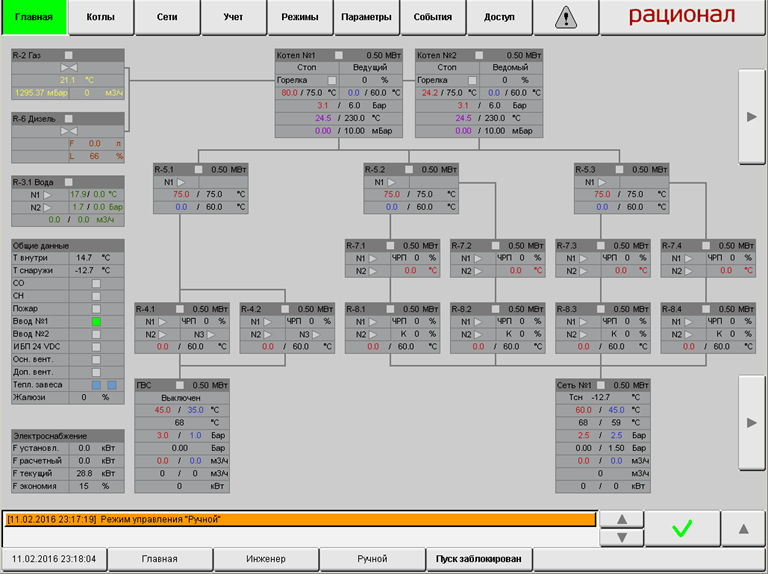 Главная Котлы Сети Учет Режимы Параметры События Доступ рационал
R-2 Газ
21.1 °C
1295.37 мБар 0 м3/ч
R-6 Дизель
F 0.0 л
L 66 %
R-3.1 Вода
N1 17.9 / 0.0 °C
N2 1.7 / 0.0 Бар
0.0 / 0.0 м3/ч
Общие данные
Т внутри 14.7 °C
Т снаружи -12.7 °C
СО
CH
Пожар
Ввод №1
Ввод №2
ИБП 24 VDC
Осн. вент.
Доп. вент.
Тепл. завеса
Жалюзи 0 %
Электроснабжение
F установл. 0.0 кВт
F расчетный 0.0 кВт
F текущий 28.8 кВт
F экономия 15 %
Котел №1 0.50 МВт
Стоп Ведущий
Горелка 0 %
80.0 / 75.0 °C 0.0 / 60.0 °C
3.1 / 6.0 Бар
24.5 / 230.0 °C
0.00 / 10.00 мБар
Котел №2 0.50 МВт
Стоп Ведомый
Горелка 0 %
24.2 / 75.0 °C 0.0 / 60.0 °C
3.1 / 6.0 Бар
24.5 / 230.0 °C
0.00 / 10.00 мБар
R-5.1 0.50 МВт
N1
75.0 / 75.0 °C
0.0 / 60.0 °C
R-5.2 0.50 МВт
N1
75.0 / 75.0 °C
0.0 / 60.0 °C
R-5.3 0.50 МВт
N1
75.0 / 75.0 °C
0.0 / 60.0 °C
R-7.1 0.50 МВт
N1 ЧРП 0 %
N2 0.0 °C
R-7.2 0.50 МВт
N1 ЧРП 0 %
N2 0.0 °C
R-7.3 0.50 МВт
N1 ЧРП 0 %
N2 0.0 °C
R-7.4 0.50 МВт
N1 ЧРП 0 %
N2 0.0 °C
R-4.1 0.50 МВт
N1 ЧРП 0 %
N2 N3
0.0 / 60.0 °C
R-4.2 0.50 МВт
N1 ЧРП 0 %
N2 N3
0.0 / 60.0 °C
R-8.1 0.50 МВт
N1 ЧРП 0 %
N2 К 0 %
0.0 / 60.0 °C
R-8.2 0.50 МВт
N1 ЧРП 0 %
N2 К 0 %
0.0 / 60.0 °C
R-8.3 0.50 МВт
N1 ЧРП 0 %
N2 К 0 %
0.0 / 60.0 °C
R-8.4 0.50 МВт
N1 ЧРП 0 %
N2 К 0 %
0.0 / 60.0 °C
ГВС 0.50 МВт
Выключен
45.0 / 35.0 °C
68 °C
3.0 / 1.0 Бар
0.00 Бар
0.0 / 0.0 м3/ч
0 / 0 м3/ч
0 кВт
Сеть №1 0.50 МВт
Тсн -12.7 °C
60.0 / 45.0 °C
68 / 59 °C
2.5 / 2.5 Бар
0.00 / 1.50 Бар
0.0 / 0.0 м3/ч
0 м3/ч
0 / 0 кВт
[11.02.2016 23:17:19] Режим управления "Ручной"
11.02.2016 23:18:04 Главная Инженер Ручной Пуск заблокирован